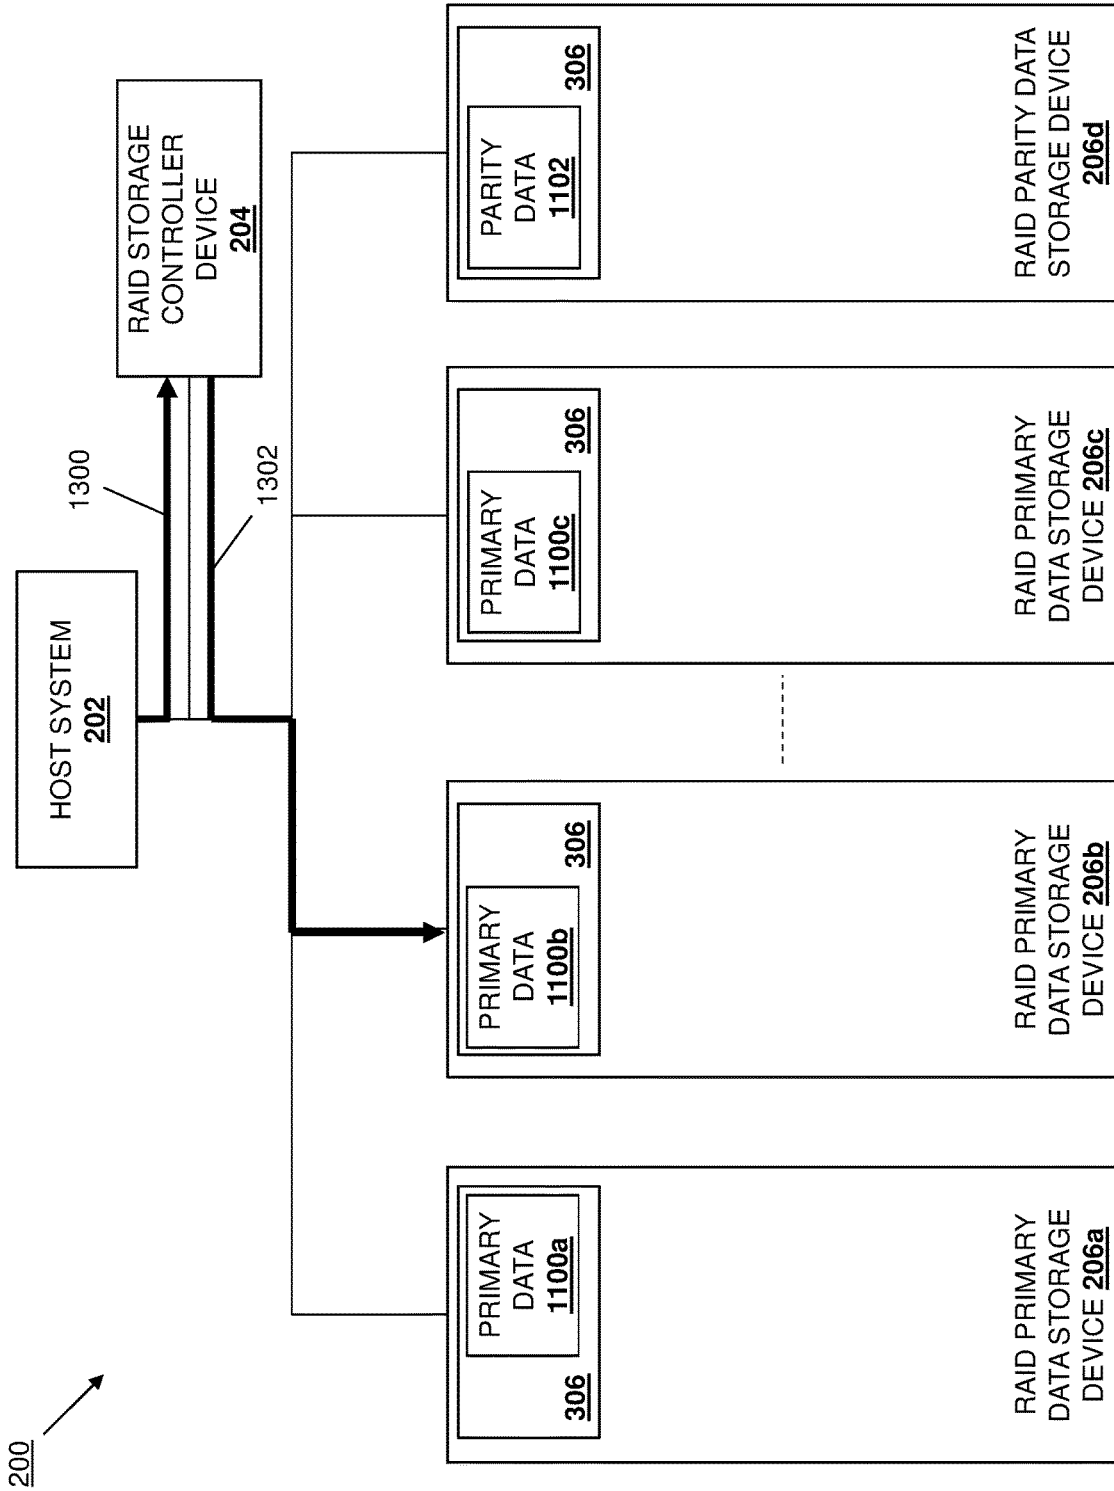 200
HOST SYSTEM
202
1300
RAID STORAGE
CONTROLLER
DEVICE
204
1302
306
PRIMARY
DATA
1100a
RAID PRIMARY
DATA STORAGE
DEVICE 206a
PRIMARY
DATA
1100b
306
RAID PRIMARY
DATA STORAGE
DEVICE 206b
PRIMARY
DATA
1100c
306
RAID PRIMARY
DATA STORAGE
DEVICE 206c
PARITY
DATA
1102
306
RAID PARITY DATA
STORAGE DEVICE
206d